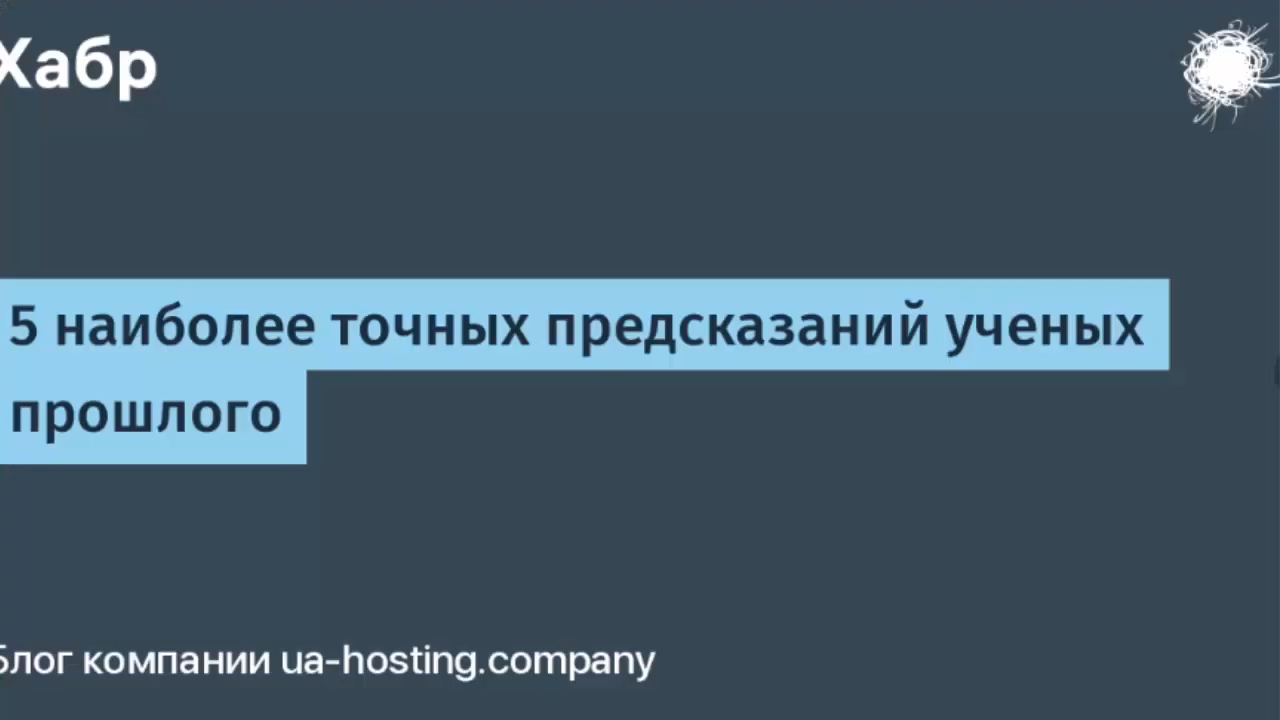 Хабр
5 наиболее точных предсказаний ученых
прошлого
Блог компании ua-hosting.company